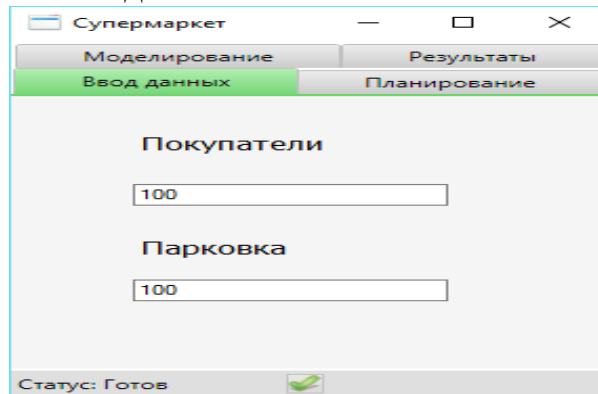 Супермаркет
Моделирование Результаты
Ввод данных Планирование
Покупатели
100
Парковка
100
Статус: Готов